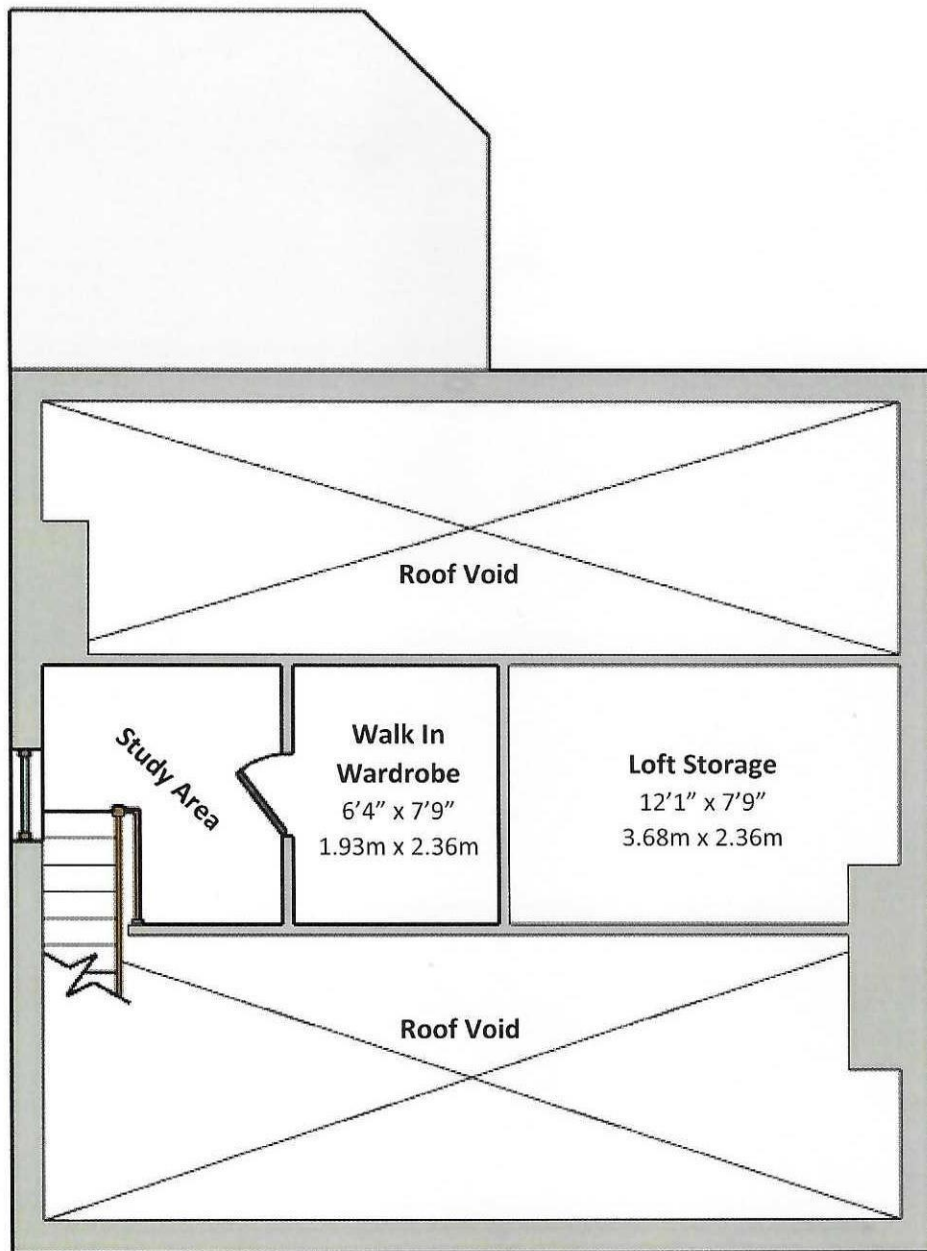 Roof Void
Study Area
Walk In
Wardrobe
6’4” x 7’9”
1.93m x 2.36m
Loft Storage
12’1” x 7’9”
3.68m x 2.36m
Roof Void